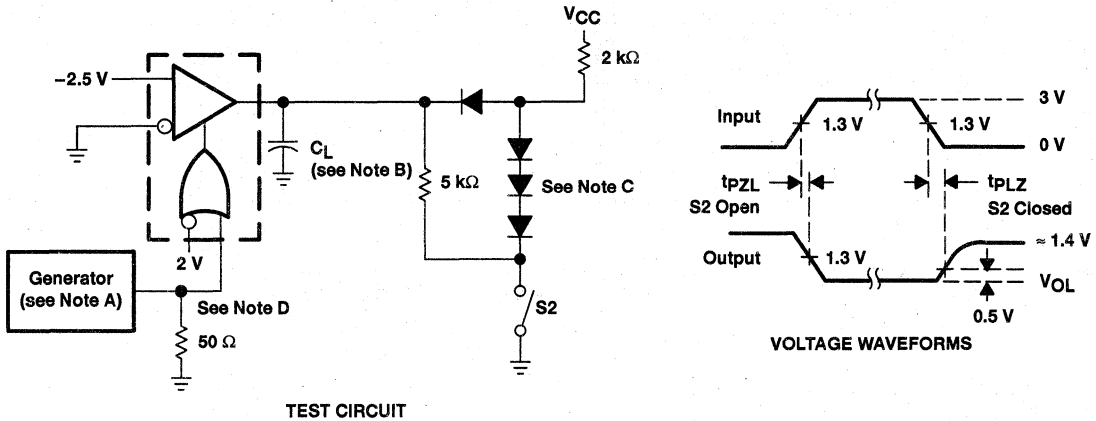 VCC
2 kΩ
−2.5 V
CL
(see Note B)
5 kΩ
See Note C
2 V
Generator
(see Note A)
See Note D
50 Ω
S2
TEST CIRCUIT
3 V
Input
1.3 V
1.3 V
0 V
tPZL
S2 Open
tPLZ
S2 Closed
≈ 1.4 V
Output
1.3 V
VOL
0.5 V
VOLTAGE WAVEFORMS